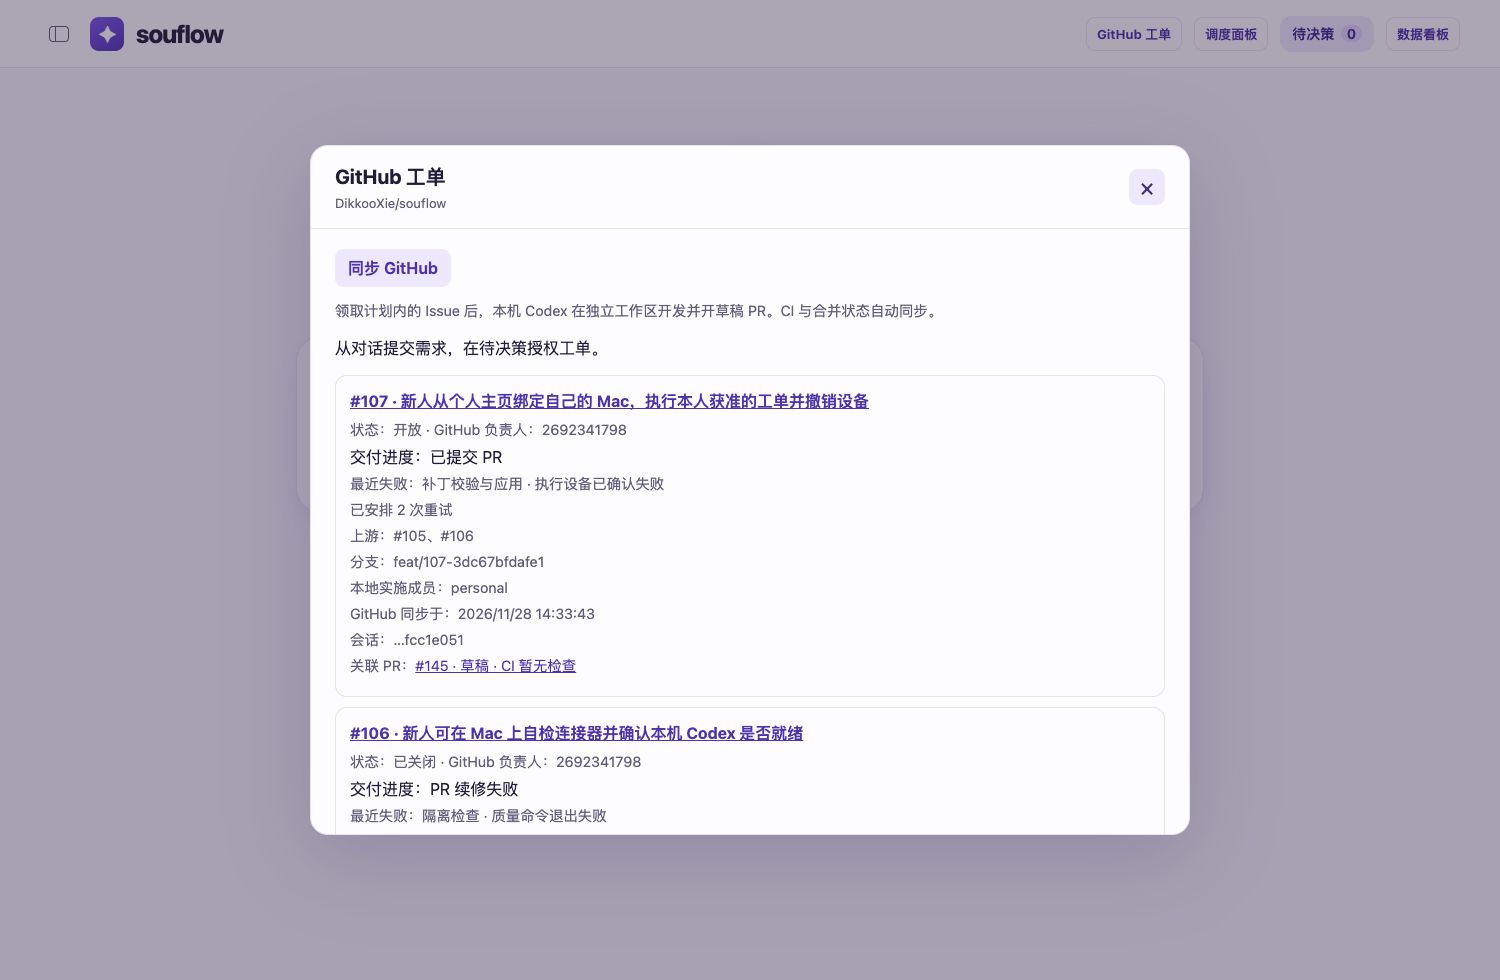 souflow
GitHub 工单
调度面板
待决策 0
数据看板
GitHub 工单
DikkooXie/souflow
×
同步 GitHub
领取计划内的 Issue 后，本机 Codex 在独立工作区开发并开草稿 PR。CI 与合并状态自动同步。
从对话提交需求，在待决策授权工单。
#107 · 新人从个人主页绑定自己的 Mac，执行本人获准的工单并撤销设备
状态：开放 · GitHub 负责人：2692341798
交付进度：已提交 PR
最近失败：补丁校验与应用 · 执行设备已确认失败
已安排 2 次重试
上游：#105、#106
分支：feat/107-3dc67bfdafe1
本地实施成员：personal
GitHub 同步于：2026/11/28 14:33:43
会话：…fcc1e051
关联 PR：#145 · 草稿 · CI 暂无检查
#106 · 新人可在 Mac 上自检连接器并确认本机 Codex 是否就绪
状态：已关闭 · GitHub 负责人：2692341798
交付进度：PR 续修失败
最近失败：隔离检查 · 质量命令退出失败